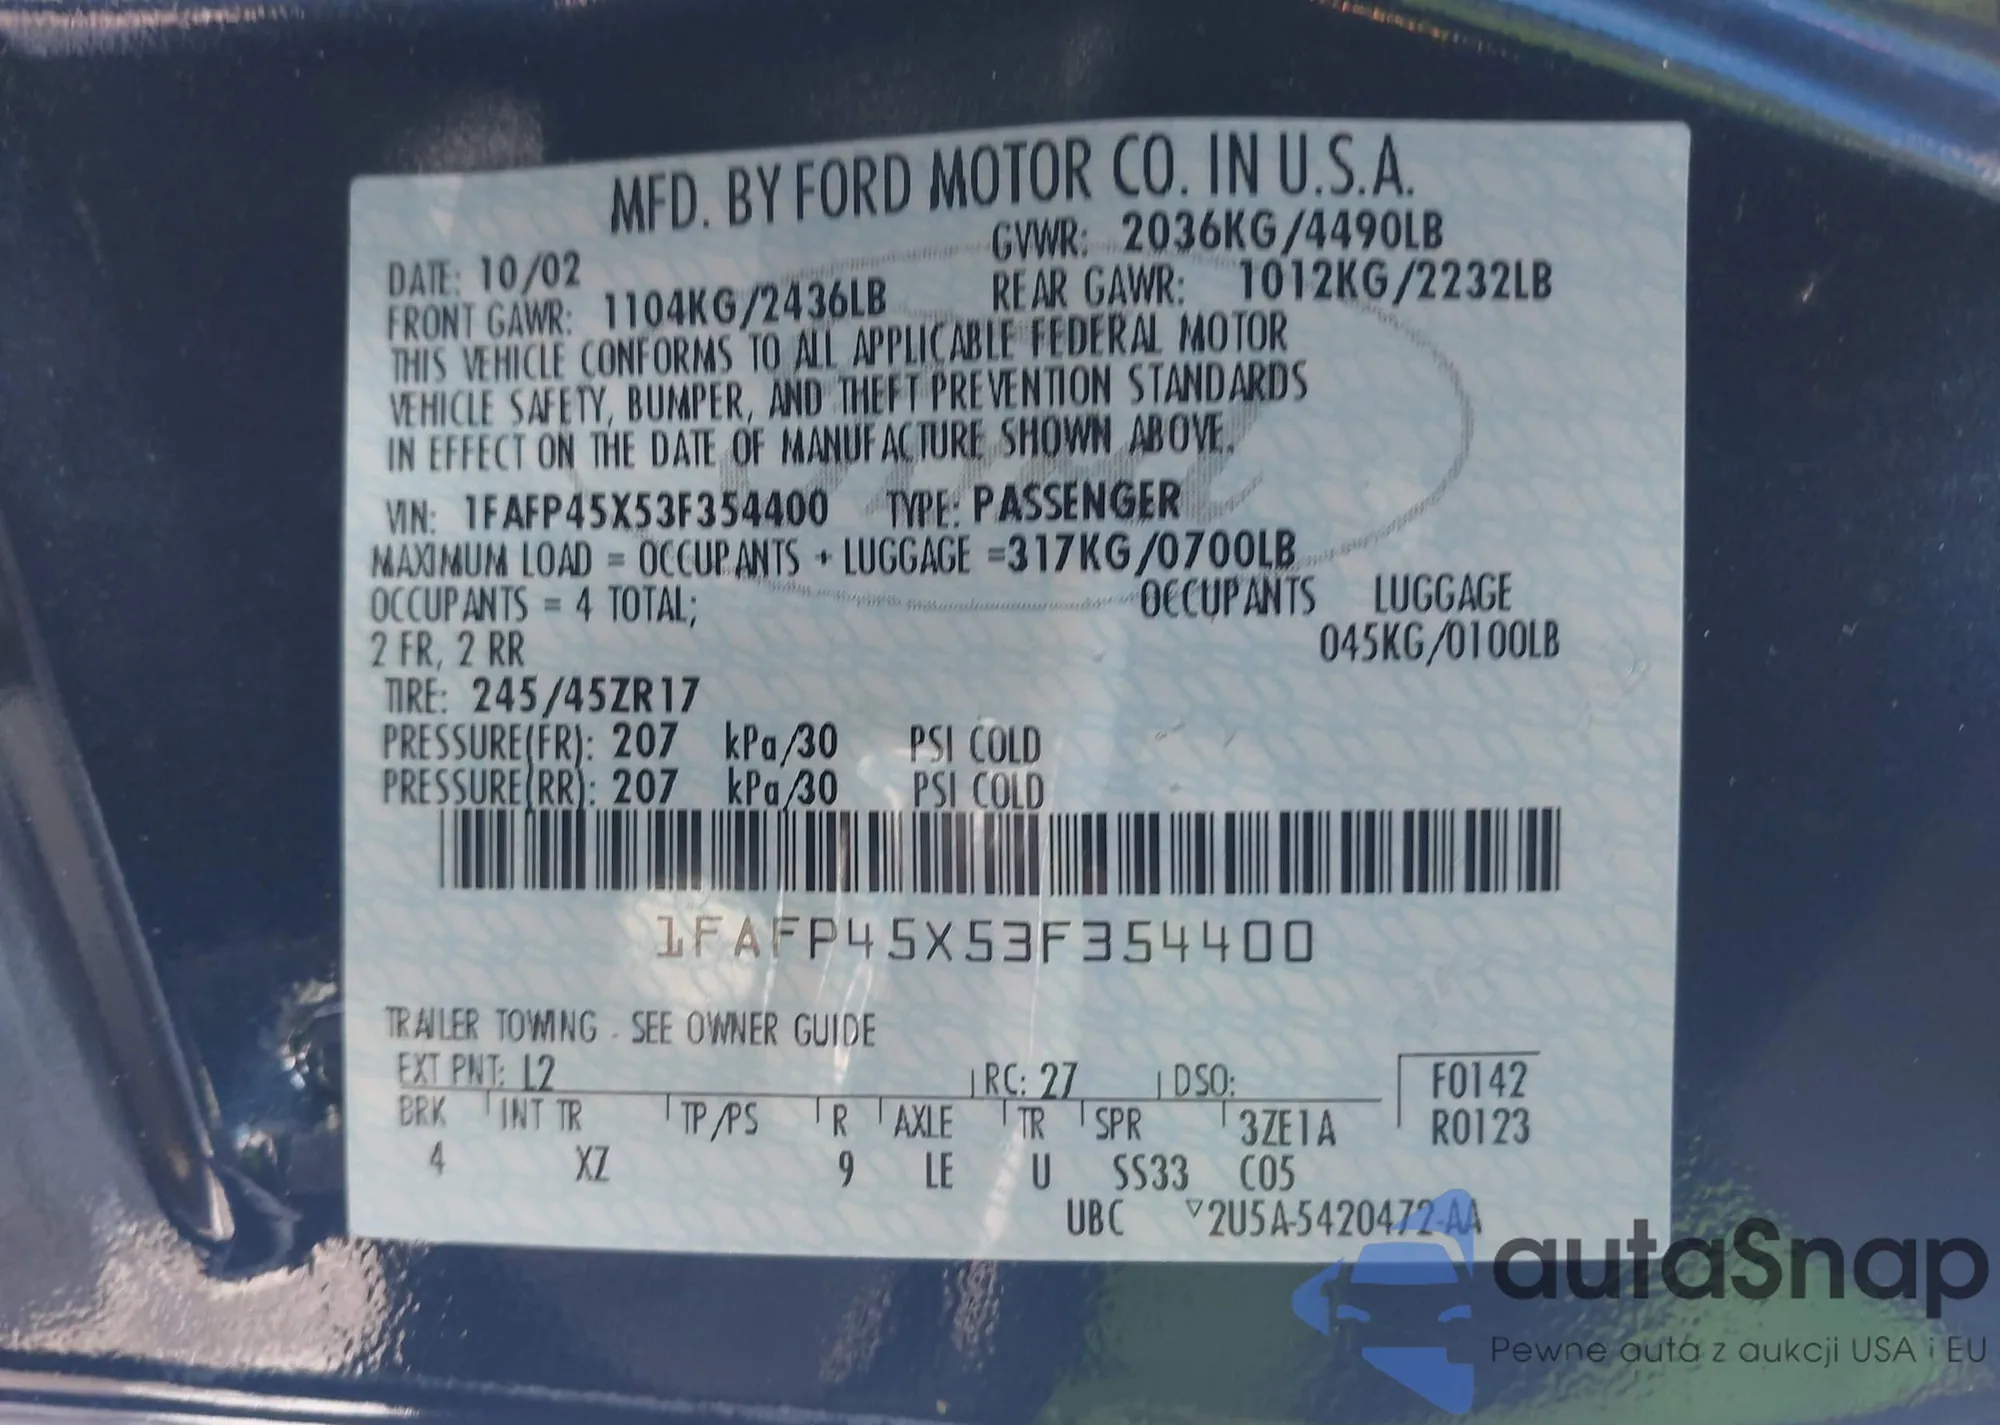 MFD. BY FORD MOTOR CO. IN U.S.A.
DATE: 10/02 GVWR: 2036KG/4490LB
FRONT GAWR: 1104KG/2436LB REAR GAWR: 1012KG/2232LB
THIS VEHICLE CONFORMS TO ALL APPLICABLE FEDERAL MOTOR
VEHICLE SAFETY, BUMPER, AND THEFT PREVENTION STANDARDS
IN EFFECT ON THE DATE OF MANUFACTURE SHOWN ABOVE.
VIN: 1FAFP45X53F354400 TYPE: PASSENGER
MAXIMUM LOAD = OCCUPANTS + LUGGAGE =317KG/0700LB
OCCUPANTS = 4 TOTAL; OCCUPANTS LUGGAGE
2 FR, 2 RR 045KG/0100LB
TIRE: 245/45ZR17
PRESSURE(FR): 207 kPa/30 PSI COLD
PRESSURE(RR): 207 kPa/30 PSI COLD
1FAFP45X53F354400
TRAILER TOWING - SEE OWNER GUIDE
EXT PNT: L2 RC: 27 DSO: F0142
BRK INT TR TP/PS R AXLE TR SPR 3ZE1A R0123
4 XZ 9 LE U SS33 C05
UBC ▽2U5A-5420472-AA
autaSnap
Pewne auta z aukcji USA i EU